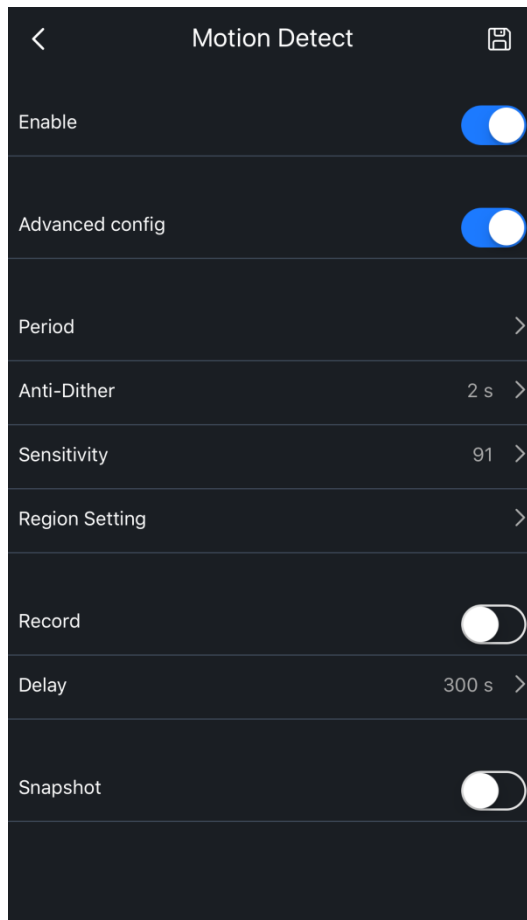 Motion Detect
Enable
Advanced config
Period
Anti-Dither 2 s
Sensitivity 91
Region Setting
Record
Delay 300 s
Snapshot